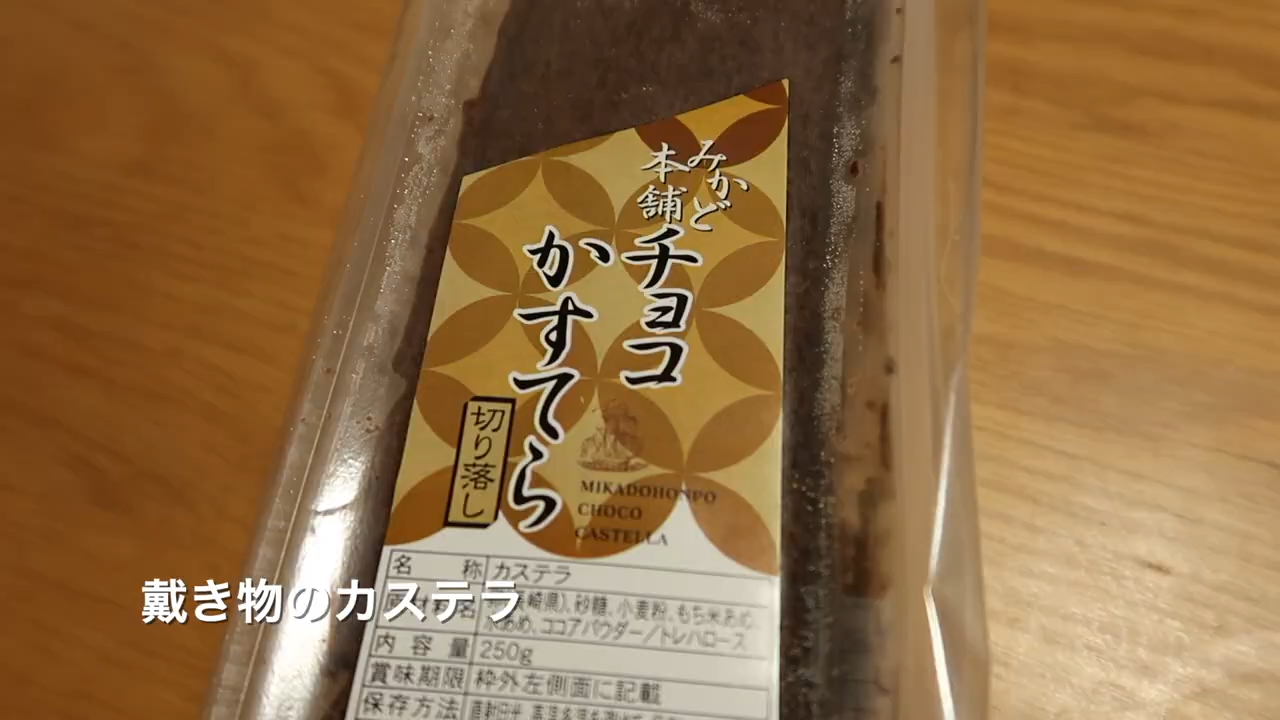 みかど
本舗
チョコ
かすてら
切り落し
MIKADOHONPO
CHOCO
CASTELLA
名 称 カステラ
崎県)、砂糖、小麦粉、もち米あめ
水あめ、ココアパウダー/トレハロース
内 容 量 250g
賞味期限 枠外左側面に記載
保存方法
戴き物のカステラ